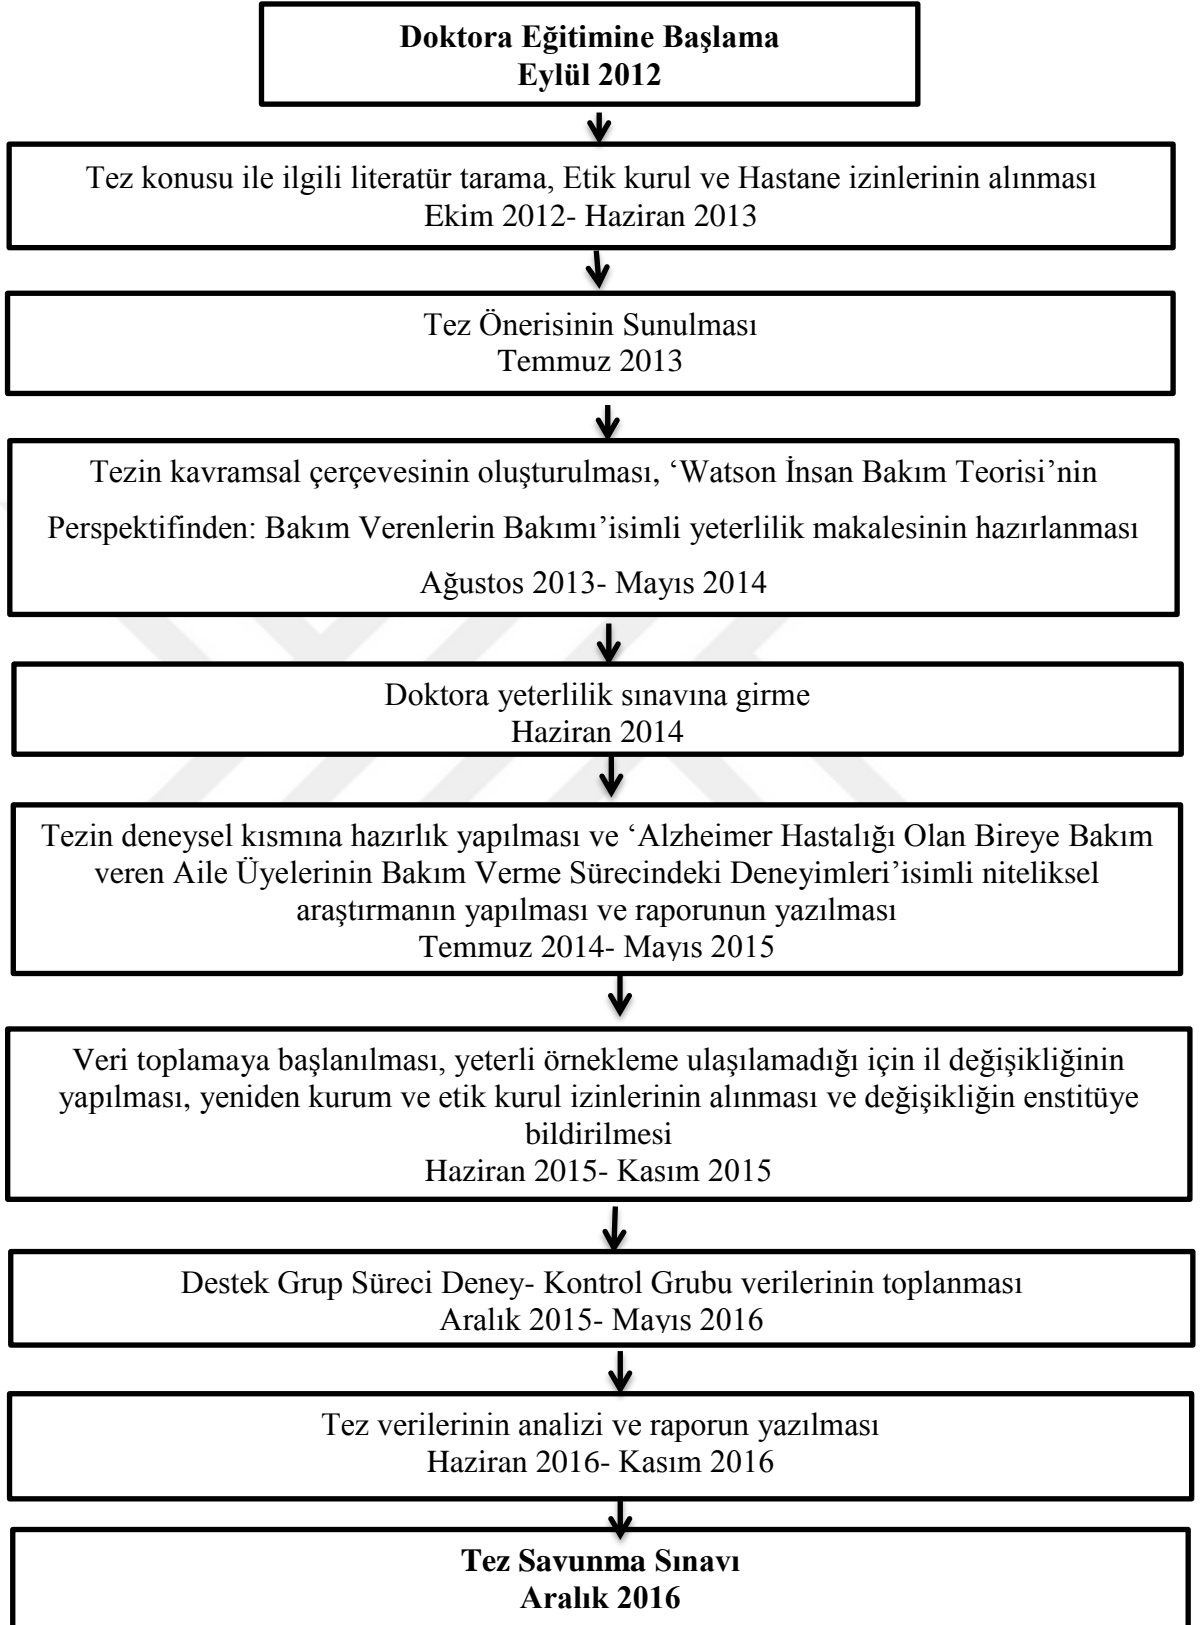 Doktora Eğitimine Başlama
Eylül 2012
Tez konusu ile ilgili literatür tarama, Etik kurul ve Hastane izinlerinin alınması
Ekim 2012- Haziran 2013
Tez Önerisinin Sunulması
Temmuz 2013
Tezin kavramsal çerçevesinin oluşturulması, ‘Watson İnsan Bakım Teorisi’nin
Perspektifinden: Bakım Verenlerin Bakımı’isimli yeterlilik makalesinin hazırlanması
Ağustos 2013- Mayıs 2014
Doktora yeterlilik sınavına girme
Haziran 2014
Tezin deneysel kısmına hazırlık yapılması ve ‘Alzheimer Hastalığı Olan Bireye Bakım
veren Aile Üyelerinin Bakım Verme Sürecindeki Deneyimleri’isimli niteliksel
araştırmanın yapılması ve raporunun yazılması
Temmuz 2014- Mayıs 2015
Veri toplamaya başlanılması, yeterli örnekleme ulaşılamadığı için il değişikliğinin
yapılması, yeniden kurum ve etik kurul izinlerinin alınması ve değişikliğin enstitüye
bildirilmesi
Haziran 2015- Kasım 2015
Destek Grup Süreci Deney- Kontrol Grubu verilerinin toplanması
Aralık 2015- Mayıs 2016
Tez verilerinin analizi ve raporun yazılması
Haziran 2016- Kasım 2016
Tez Savunma Sınavı
Aralık 2016